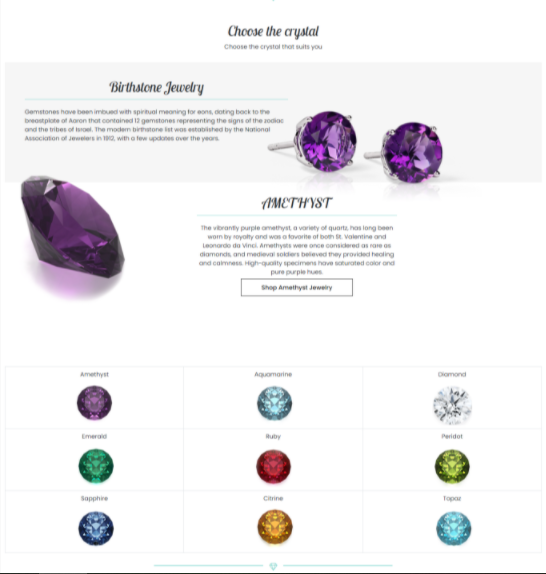 Choose the crystal
Choose the crystal that suits you
Birthstone Jewelry
Gemstones have been imbued with spiritual meaning for eons, dating back to the
breastplate of Aaron that contained 12 gemstones representing the signs of the zodiac
and the tribes of Israel. The modern birthstone list was established by the National
Association of Jewelers in 1912, with a few updates over the years.
AMETHYST
The vibrantly purple amethyst, a variety of quartz, has long been
worn by royalty and was a favorite of both St. Valentine and
Leonardo da Vinci. Amethysts were once considered as rare as
diamonds, and medieval soldiers believed they provided healing
and calmness. High-quality specimens have saturated color and
pure purple hues.
Shop Amethyst Jewelry
Amethyst
Aquamarine
Diamond
Emerald
Ruby
Peridot
Sapphire
Citrine
Topaz